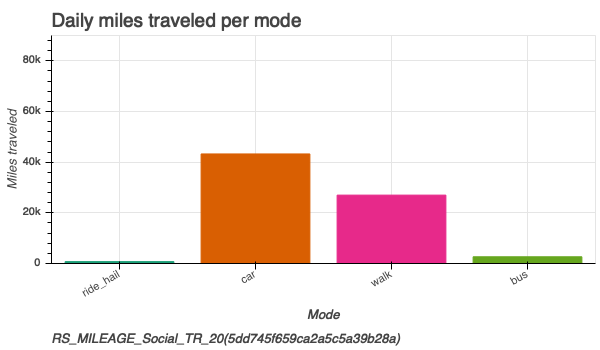 Daily miles traveled per mode
80k
60k
40k
20k
0
Miles traveled
ride_hail
car
walk
bus
Mode
RS_MILEAGE_Social_TR_20(5dd745f659ca2a5c5a39b28a)